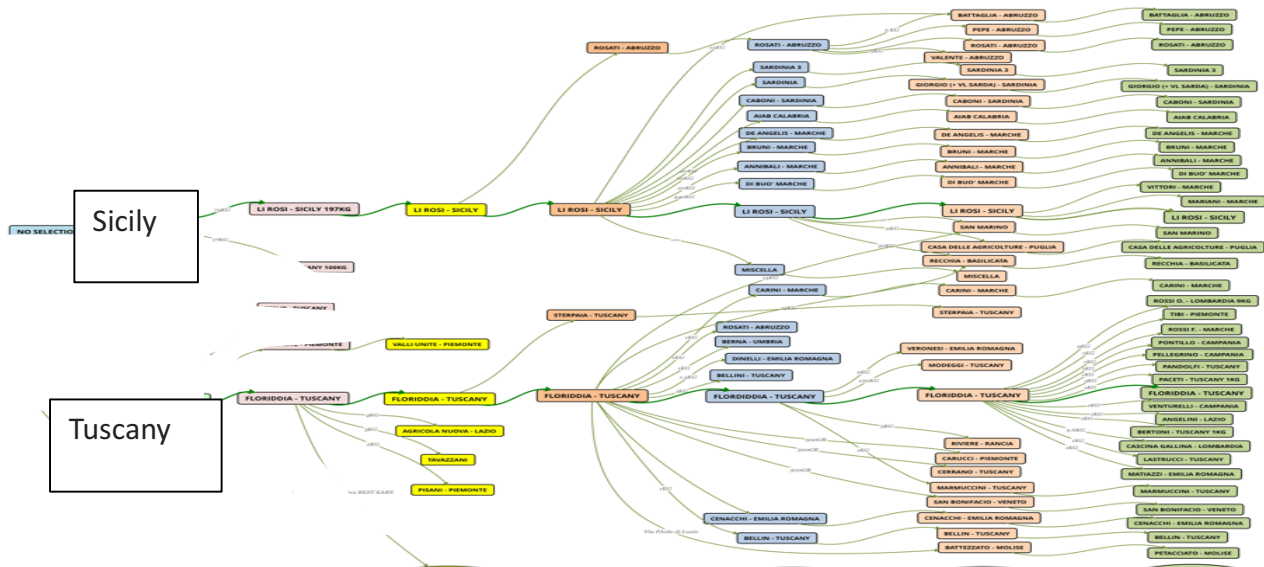 Sicily
Tuscany
NO SELECTIO
LI ROSI - SICILY 197KG
ANY 100KG
FLORIDDIA - TUSCANY
LI ROSI - SICILY
VALLI UNITE - PIEMONTE
FLORIDDIA - TUSCANY
AGRICOLA NUOVA - LAZIO
TAVAZZANI
PISANI - PIEMONTE
ROSATI - ABRUZZO
LI ROSI - SICILY
STERPAIA - TUSCANY
FLORIDDIA - TUSCANY
ROSATI - ABRUZZO
SARDINIA 3
SARDINIA
CABONI - SARDINIA
AIAB CALABRIA
DE ANGELIS - MARCHE
BRUNI - MARCHE
ANNIBALI - MARCHE
DI BUO' MARCHE
LI ROSI - SICILY
MISCELLA
CARINI - MARCHE
ROSATI - ABRUZZO
BERNA - UMBRIA
DINELLI - EMILIA ROMAGNA
BELLINI - TUSCANY
FLORDIDDIA - TUSCANY
CENACCHI - EMILIA ROMAGNA
BELLIN - TUSCANY
BATTAGLIA - ABRUZZO
PEPE - ABRUZZO
ROSATI - ABRUZZO
VALENTE - ABRUZZO
SARDINIA 3
GIORGIO (+ VL SARDA) - SARDINIA
CABONI - SARDINIA
AIAB CALABRIA
DE ANGELIS - MARCHE
BRUNI - MARCHE
ANNIBALI - MARCHE
DI BUO' MARCHE
LI ROSI - SICILY
SAN MARINO
CASA DELLE AGRICOLTURE - PUGLIA
RECCHIA - BASILICATA
MISCELLA
CARINI - MARCHE
STERPAIA - TUSCANY
VERONESI - EMILIA ROMAGNA
MODEGGI - TUSCANY
FLORIDDIA - TUSCANY
RIVIERE - RANCIA
CARUCCI - PIEMONTE
CERRANO - TUSCANY
MARMUCCINI - TUSCANY
SAN BONIFACIO - VENETO
CENACCHI - EMILIA ROMAGNA
BELLIN - TUSCANY
BATTEZZATO - MOLISE
BATTAGLIA - ABRUZZO
PEPE - ABRUZZO
ROSATI - ABRUZZO
SARDINIA 3
GIORGIO (+ VL SARDA) - SARDINIA
CABONI - SARDINIA
AIAB CALABRIA
DE ANGELIS - MARCHE
BRUNI - MARCHE
ANNIBALI - MARCHE
DI BUO' MARCHE
VITTORI - MARCHE
MARIANI - MARCHE
LI ROSI - SICILY
SAN MARINO
CASA DELLE AGRICOLTURE - PUGLIA
RECCHIA - BASILICATA
CARINI - MARCHE
ROSSI O. - LOMBARDIA 9KG
TIBI - PIEMONTE
ROSSI F. - MARCHE
PONTILLO - CAMPANIA
PELLEGRINO - CAMPANIA
PANDOLFI - TUSCANY
PACETI - TUSCANY 1KG
FLORIDDIA - TUSCANY
VENTURELLI - CAMPANIA
ANGELINI - LAZIO
BERTONI - TUSCANY 1KG
CASCINA GALLINA - LOMBARDIA
LASTRUCCI - TUSCANY
MATIAZZI - EMILIA ROMAGNA
MARMUCCINI - TUSCANY
SAN BONIFACIO - VENETO
CENACCHI - EMILIA ROMAGNA
BELLIN - TUSCANY
PETACCIATO - MOLISE